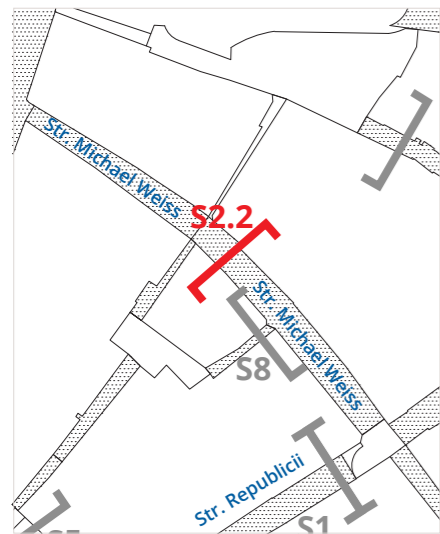 Str. Michael Weiss
S2.2
Str. Michael Weiss
S8
Str. Republicii
S1